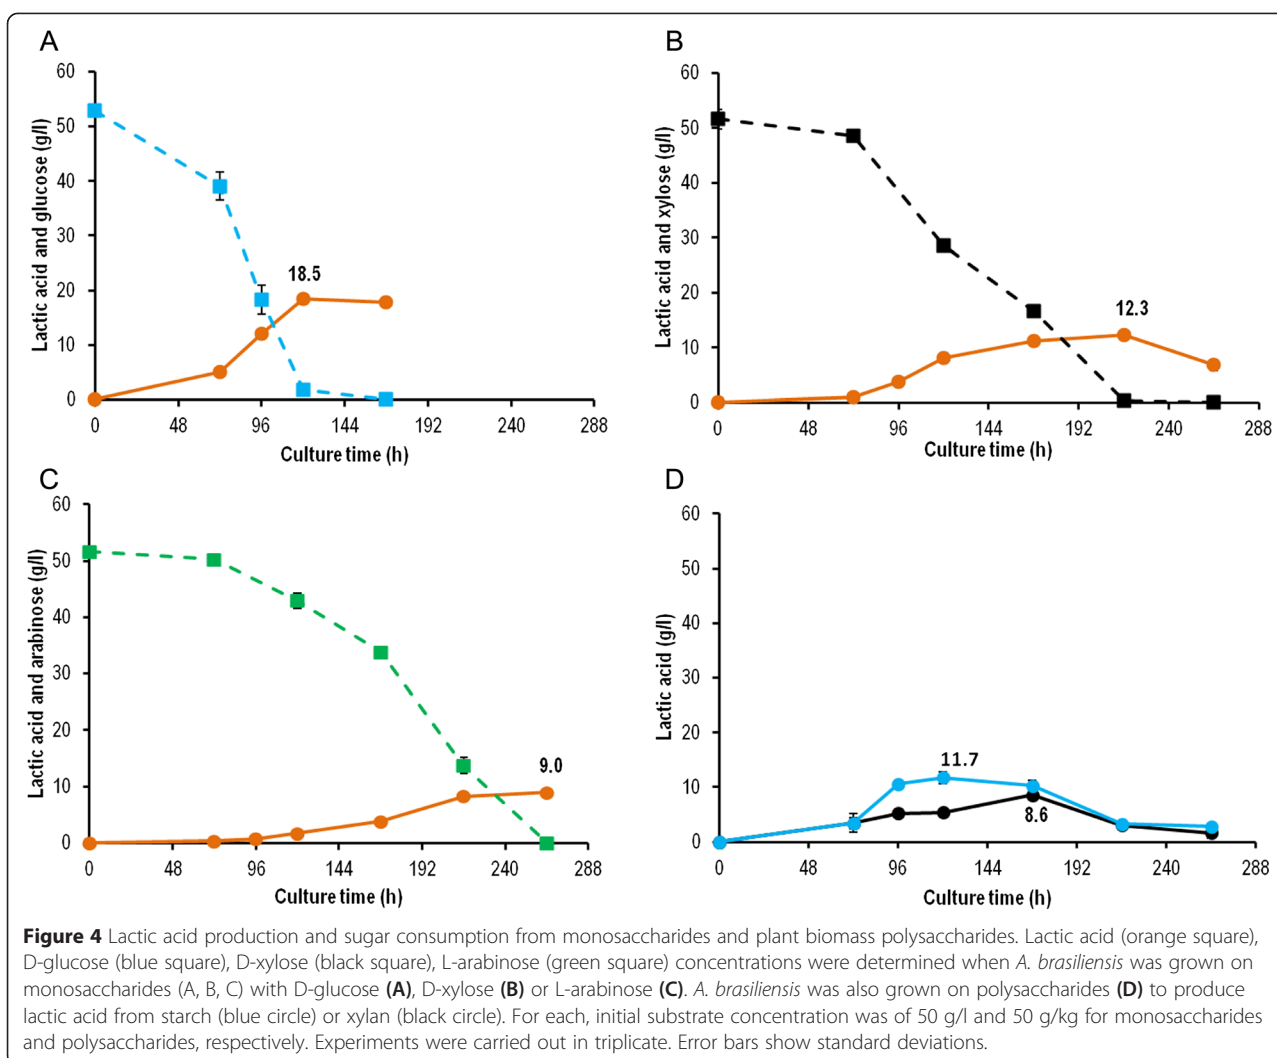 A
Lactic acid and glucose (g/l)
60
50
40
30
20
10
0
18.5
0 48 96 144 192 240 288
Culture time (h)
B
Lactic acid and xylose (g/l)
60
50
40
30
20
10
0
12.3
0 48 96 144 192 240 288
Culture time (h)
C
Lactic acid and arabinose (g/l)
60
50
40
30
20
10
0
9.0
0 48 96 144 192 240 288
Culture time (h)
D
Lactic acid (g/l)
60
50
40
30
20
10
0
11.7
8.6
0 48 96 144 192 240 288
Culture time (h)
Figure 4 Lactic acid production and sugar consumption from monosaccharides and plant biomass polysaccharides. Lactic acid (orange square),
D-glucose (blue square), D-xylose (black square), L-arabinose (green square) concentrations were determined when A. brasiliensis was grown on
monosaccharides (A, B, C) with D-glucose (A), D-xylose (B) or L-arabinose (C). A. brasiliensis was also grown on polysaccharides (D) to produce
lactic acid from starch (blue circle) or xylan (black circle). For each, initial substrate concentration was of 50 g/l and 50 g/kg for monosaccharides
and polysaccharides, respectively. Experiments were carried out in triplicate. Error bars show standard deviations.